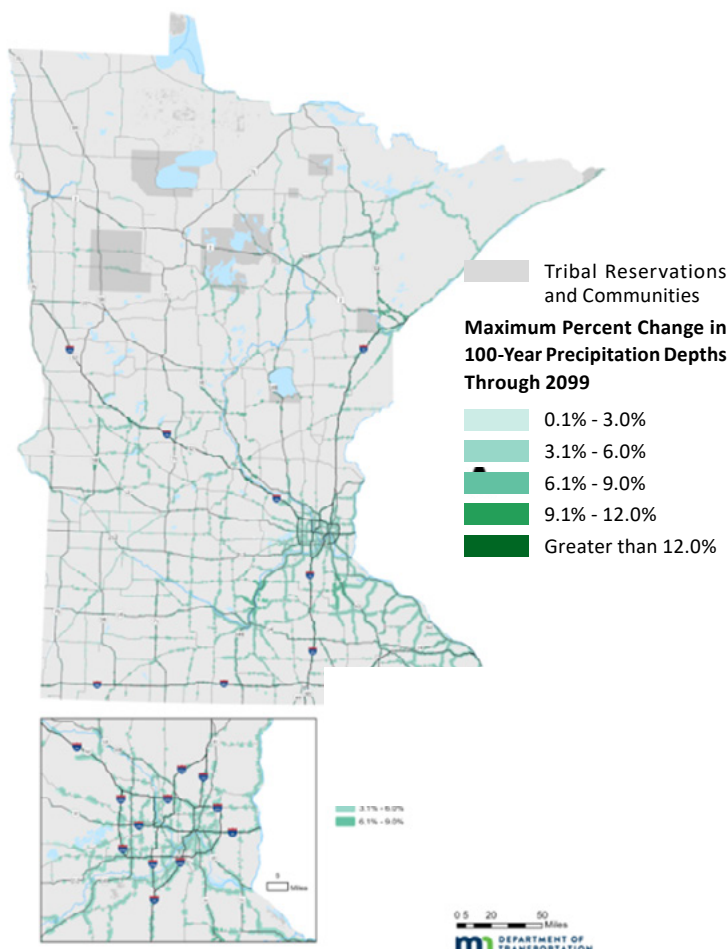 Tribal Reservations
and Communities
Maximum Percent Change in
100-Year Precipitation Depths
Through 2099
0.1% - 3.0%
3.1% - 6.0%
6.1% - 9.0%
9.1% - 12.0%
Greater than 12.0%
3.1% - 6.0%
6.1% - 9.0%
5
Miles
0 5 20 50
Miles
DEPARTMENT OF
TRANSPORTATION